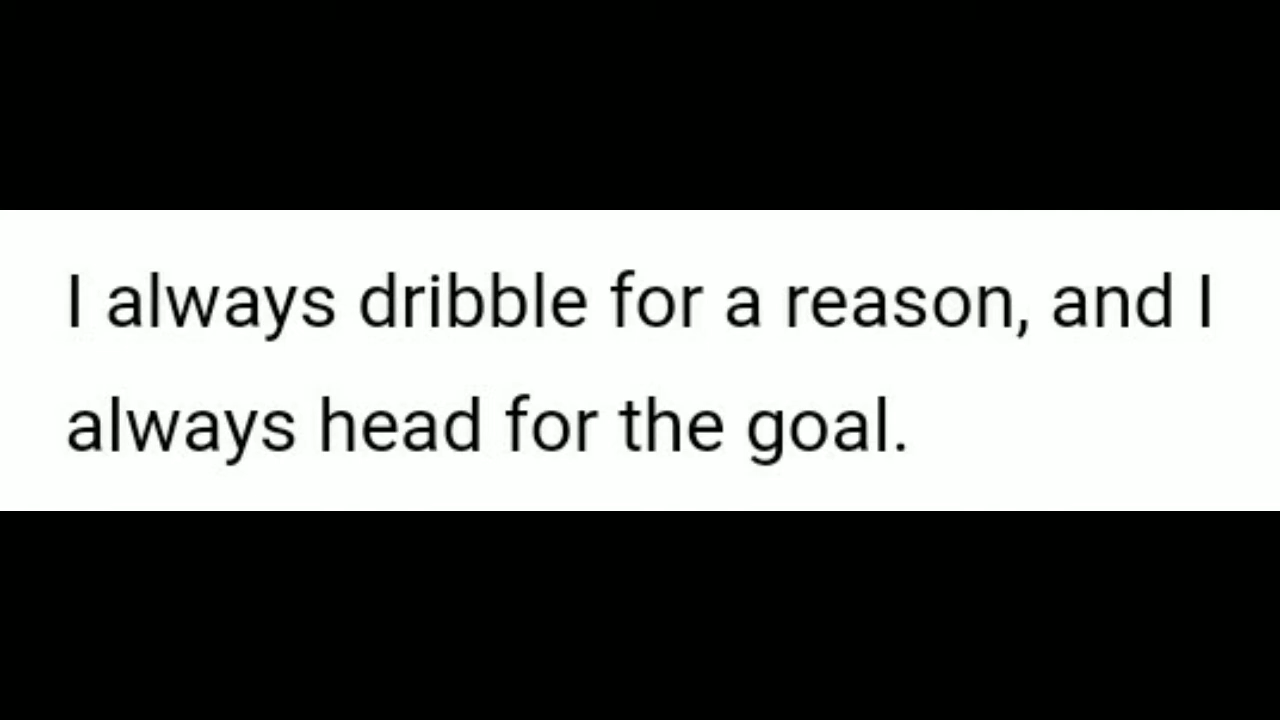 I always dribble for a reason, and I
always head for the goal.